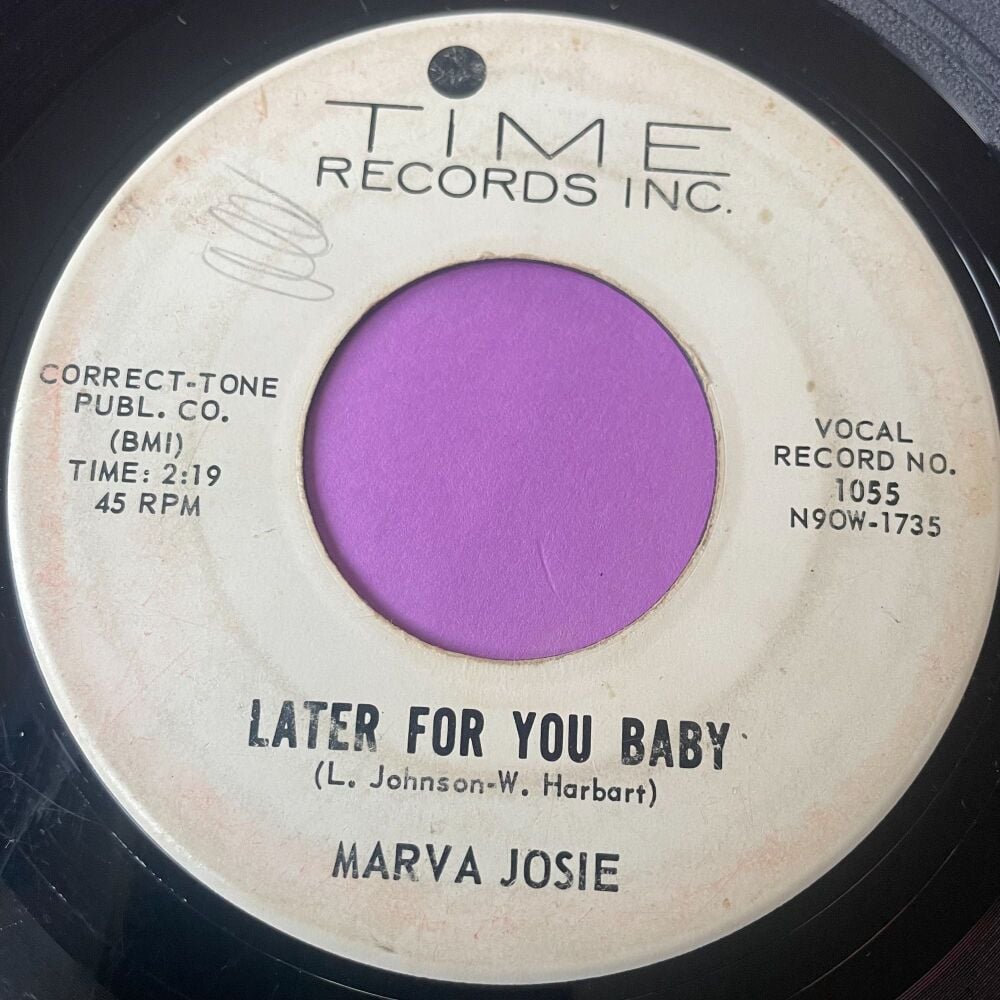 TIME
RECORDS INC.
CORRECT-TONE
PUBL. CO.
(BMI)
TIME: 2:19
45 RPM
VOCAL
RECORD NO.
1055
N9OW-1735
LATER FOR YOU BABY
(L. Johnson-W. Harbart)
MARVA JOSIE